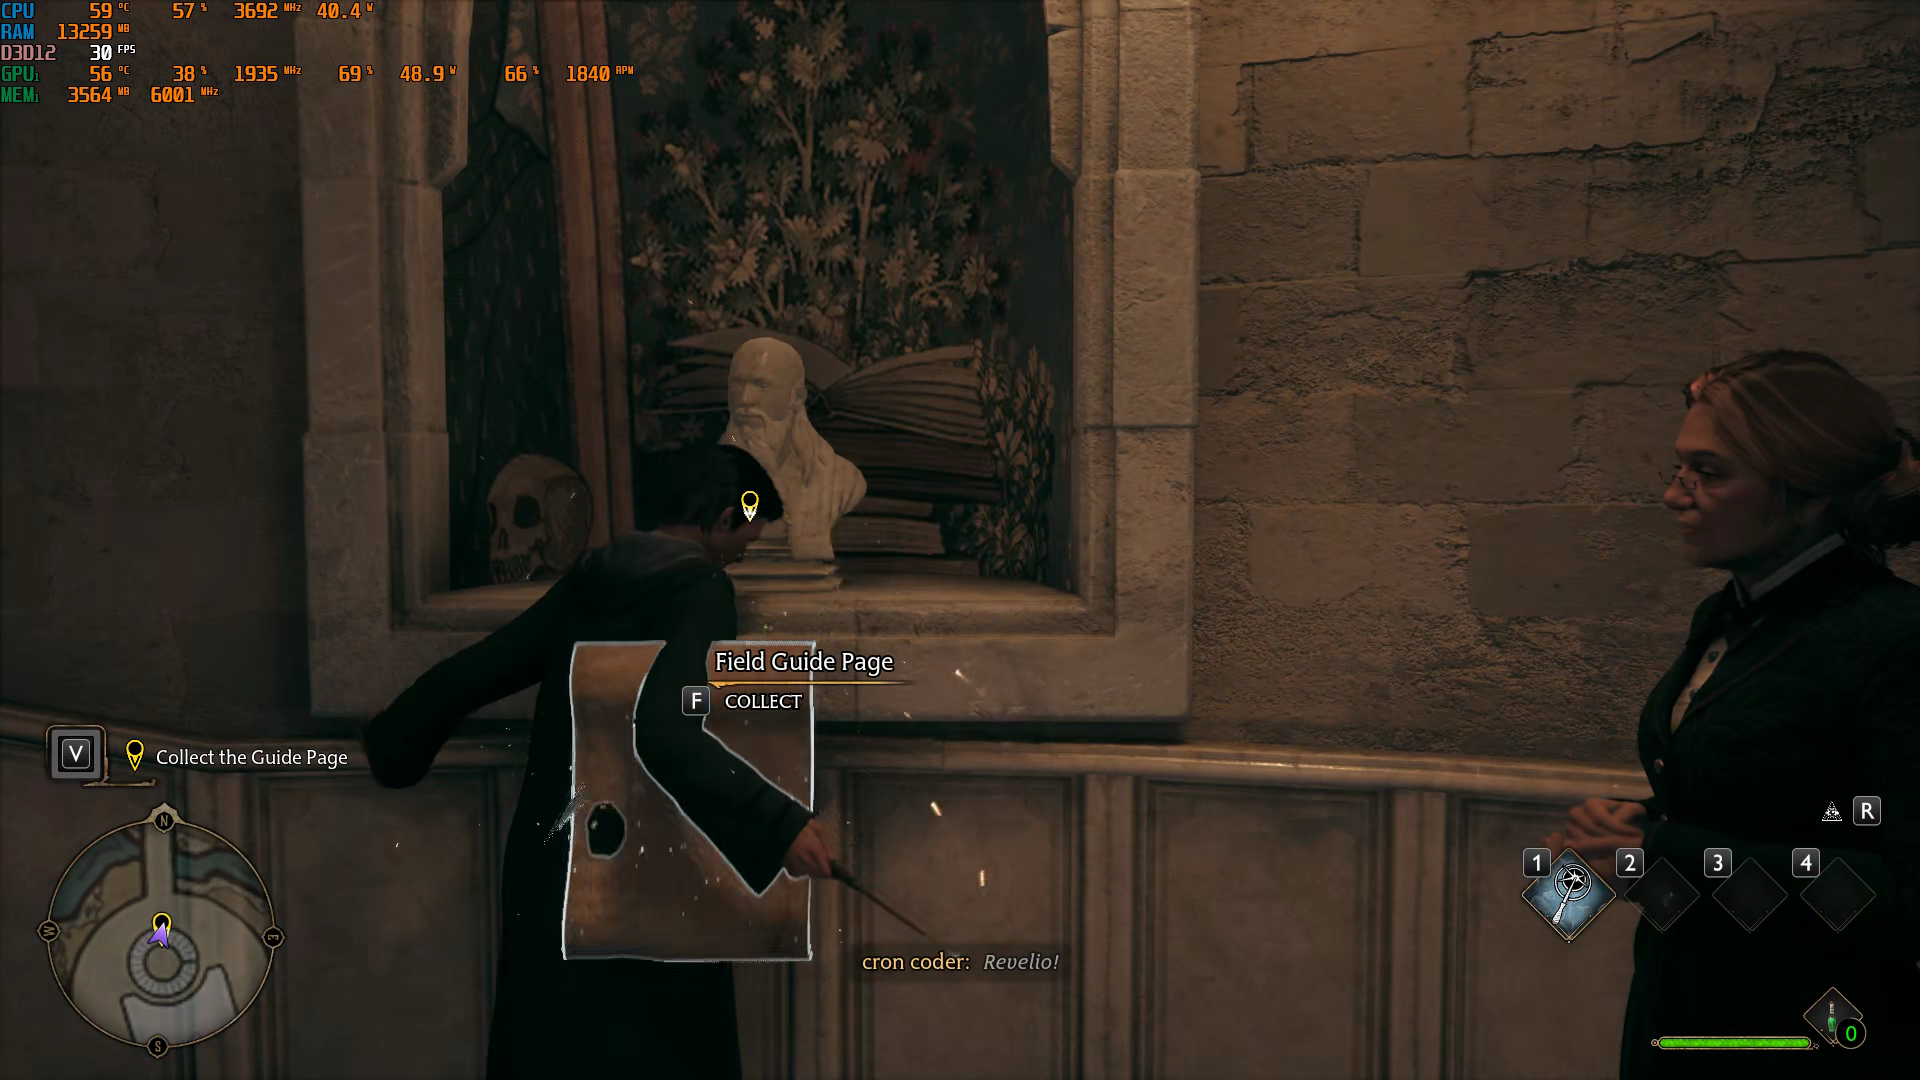 CPU 59 °C 57 % 3692 MHz 40.4 W
RAM 13259 MB
D3D12 30 FPS
GPU1 56 °C 38 % 1935 MHz 69 % 48.9 W 66 % 1840 RPM
MEM1 3564 MB 6001 MHz
Field Guide Page
F COLLECT
V Collect the Guide Page
N
W E
S
R
1 2 3 4
cron coder: Revelio!
0